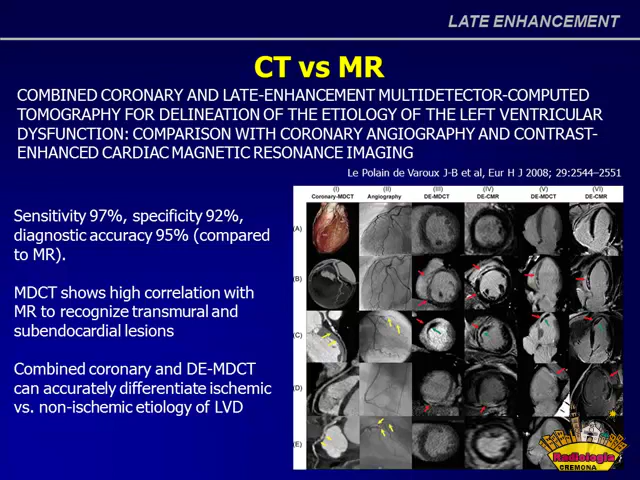 LATE ENHANCEMENT
CT vs MR
COMBINED CORONARY AND LATE-ENHANCEMENT MULTIDETECTOR-COMPUTED
TOMOGRAPHY FOR DELINEATION OF THE ETIOLOGY OF THE LEFT VENTRICULAR
DYSFUNCTION: COMPARISON WITH CORONARY ANGIOGRAPHY AND CONTRAST-
ENHANCED CARDIAC MAGNETIC RESONANCE IMAGING
Le Polain de Varoux J-B et al, Eur H J 2008; 29:2544–2551
Sensitivity 97%, specificity 92%,
diagnostic accuracy 95% (compared
to MR).
MDCT shows high correlation with
MR to recognize transmural and
subendocardial lesions
Combined coronary and DE-MDCT
can accurately differentiate ischemic
vs. non-ischemic etiology of LVD
(I) (II) (III) (IV) (V) (VI)
Coronary-MDCT Angiography DE-MDCT DE-CMR DE-MDCT DE-CMR
(A)
(B)
(C)
(D)
(E)
Radiologia
CREMONA